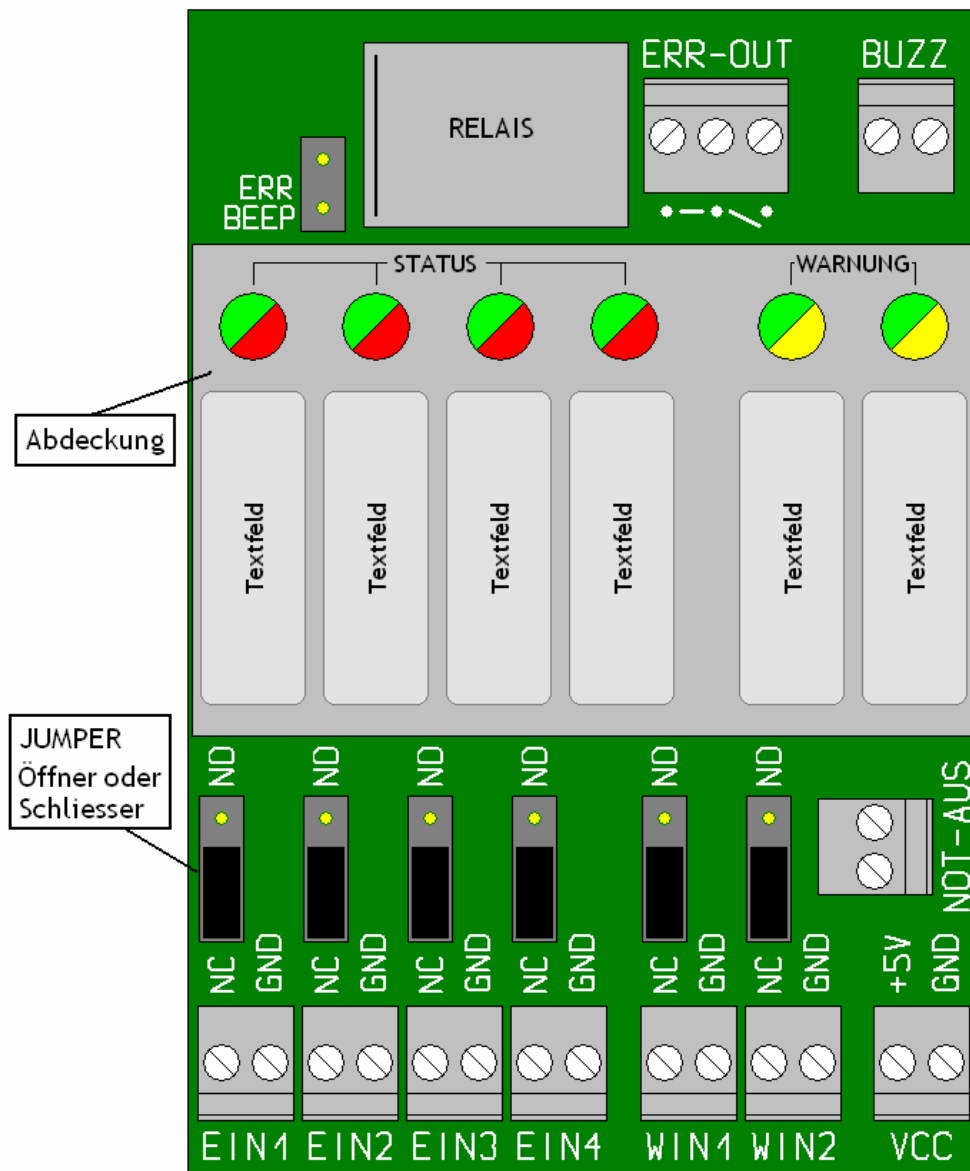 ERR-OUT
BUZZ
RELAIS
ERR
BEEP
STATUS
WARNUNG
Abdeckung
Textfeld
Textfeld
Textfeld
Textfeld
Textfeld
Textfeld
JUMPER
Öffner oder
Schliesser
NO
NO
NO
NO
NO
NO
NOT-AUS
NC
GND
NC
GND
NC
GND
NC
GND
NC
GND
NC
GND
+5V
GND
EIN1
EIN2
EIN3
EIN4
WIN1
WIN2
VCC